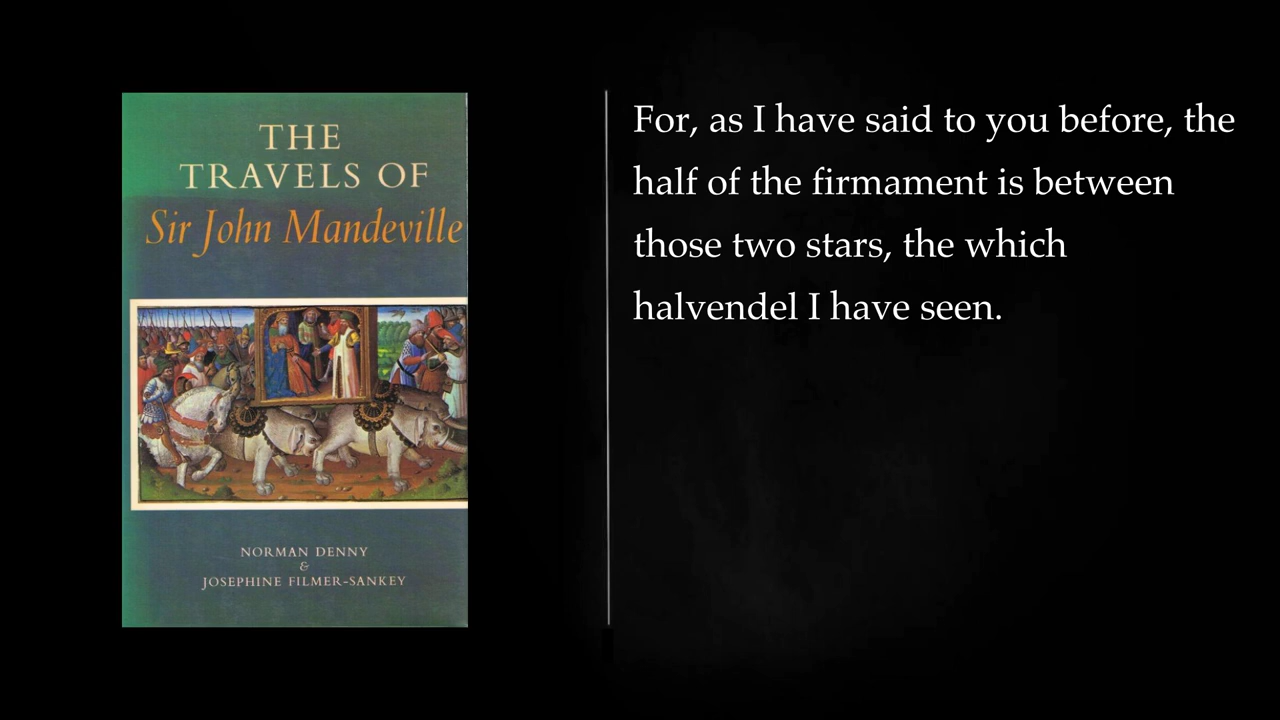 THE
TRAVELS OF
Sir John Mandeville
NORMAN DENNY
&
JOSEPHINE FILMER-SANKEY
For, as I have said to you before, the
half of the firmament is between
those two stars, the which
halvendel I have seen.